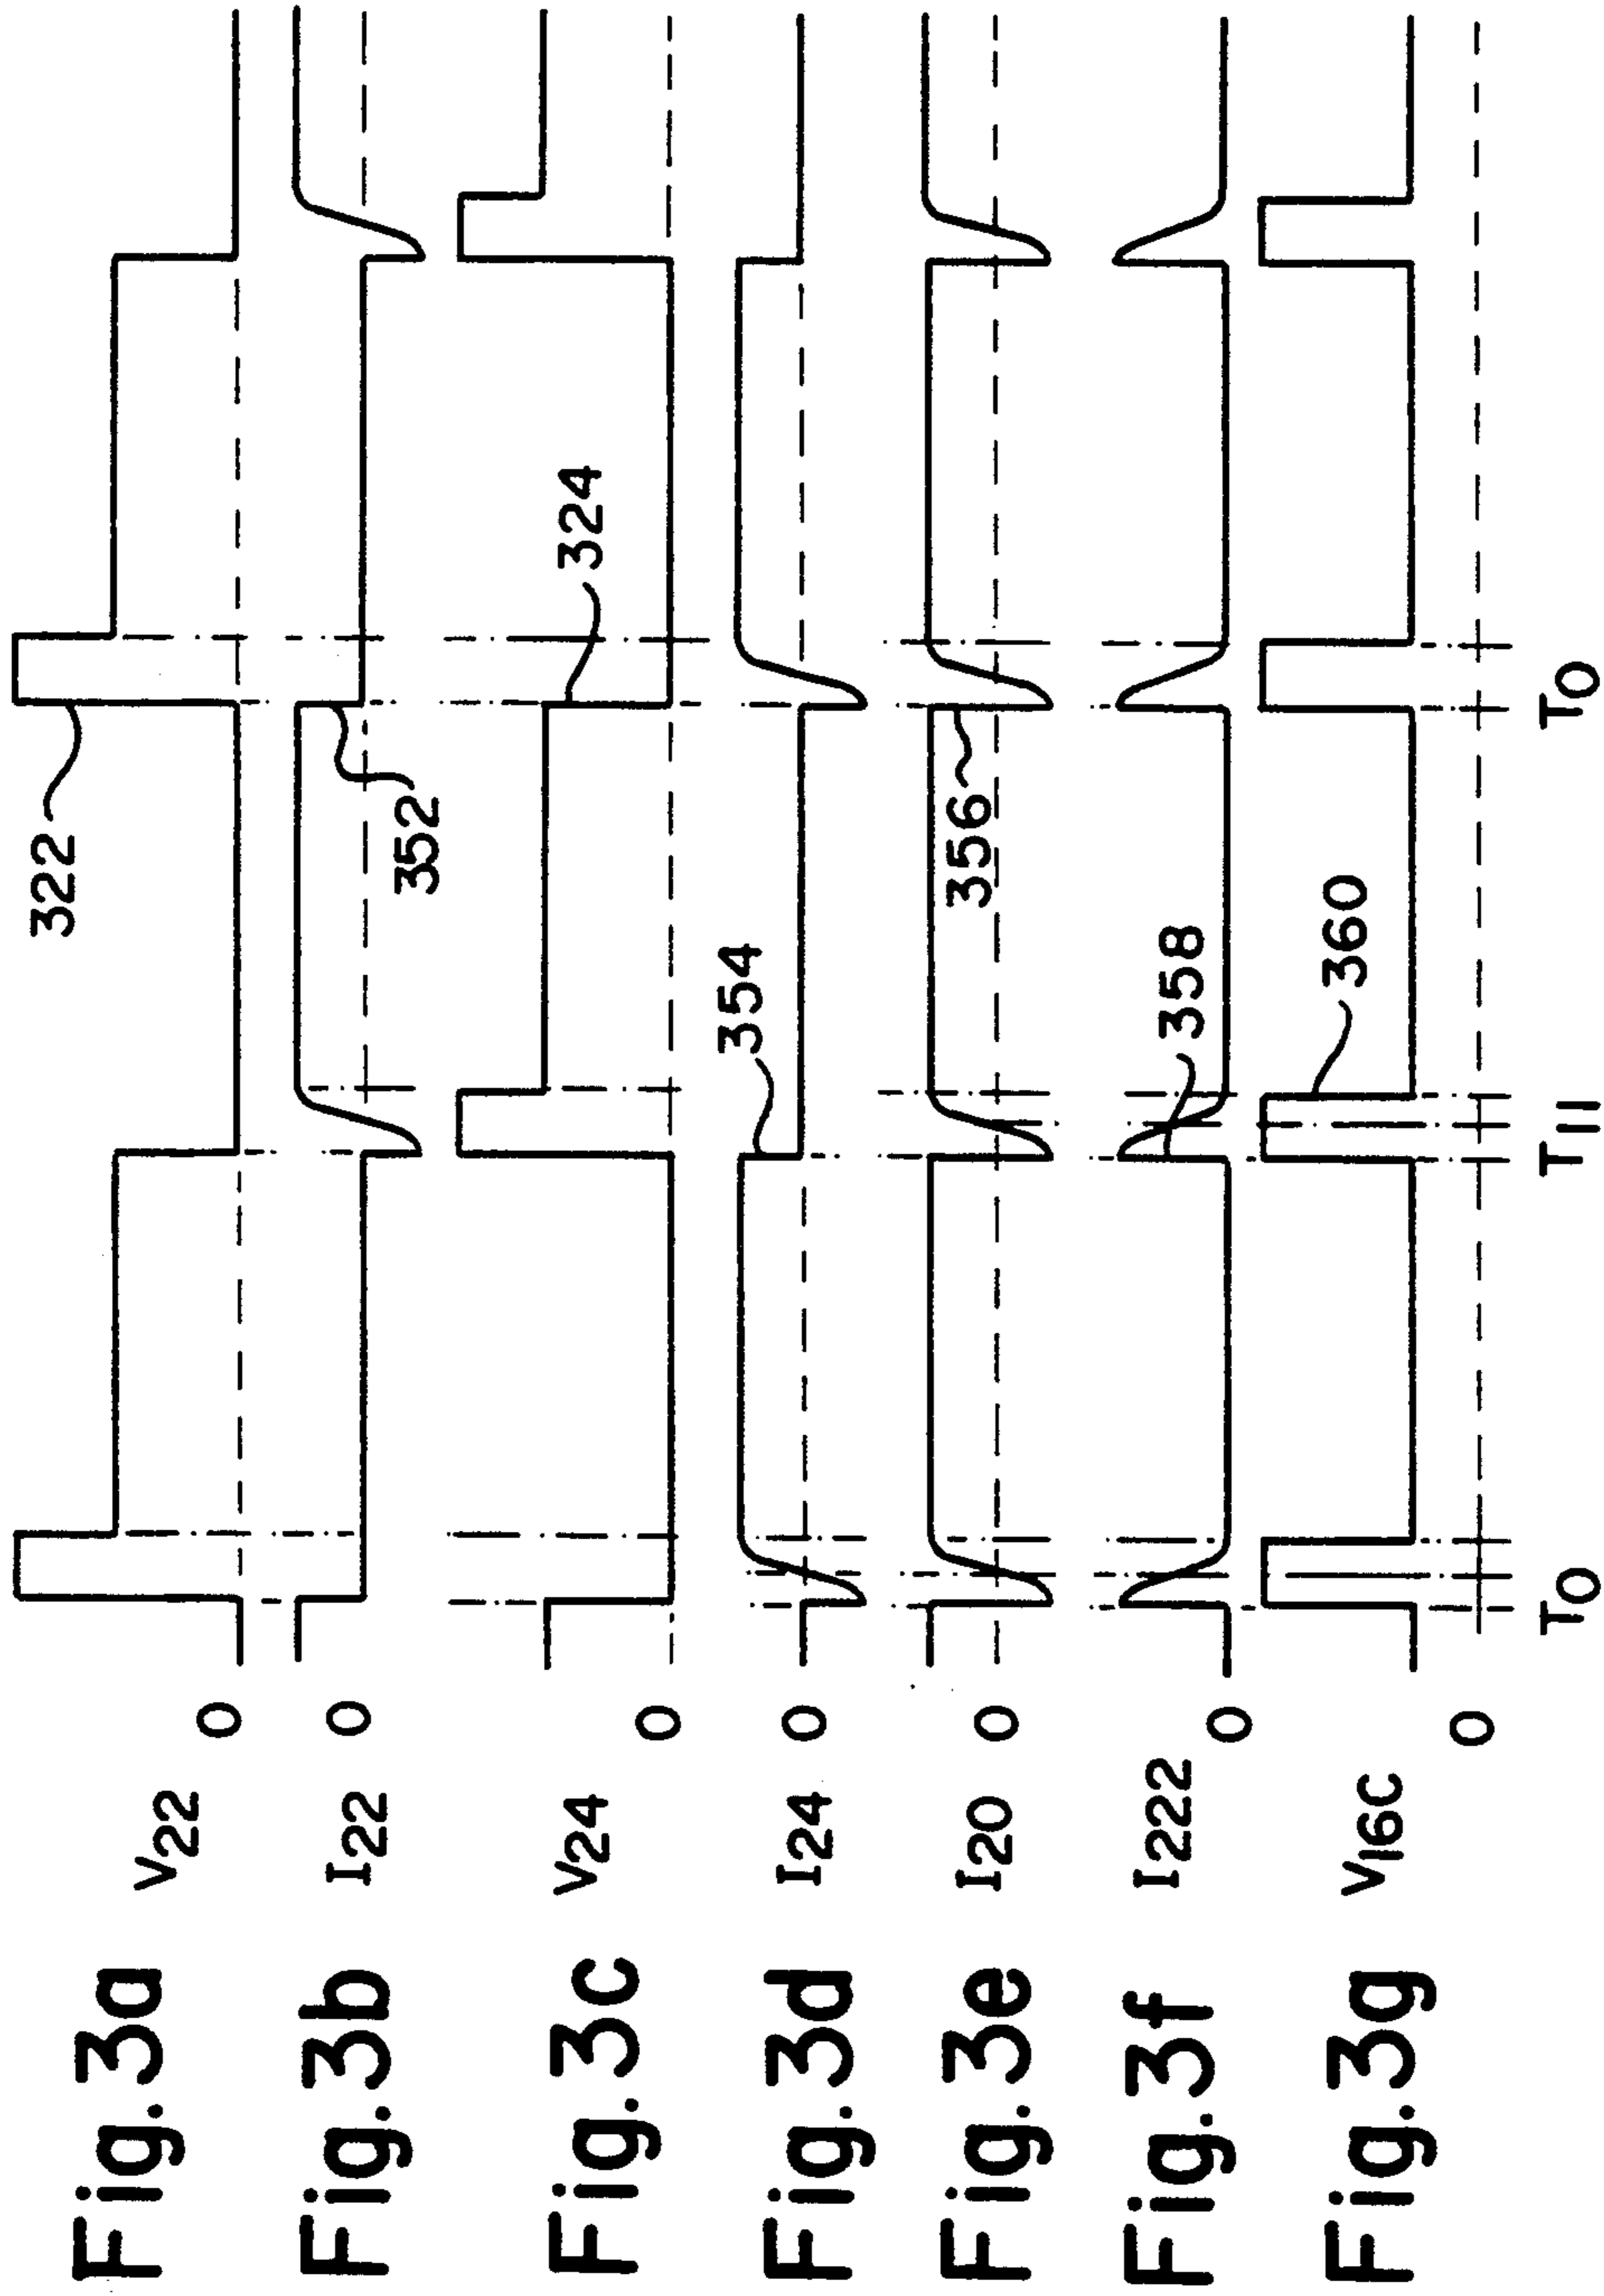 Fig.3a V22 0 322
Fig.3b I22 0 352
Fig.3c V24 0 324
Fig.3d I24 0 354
Fig.3e I20 0 356
Fig.3f I222 0 358
Fig.3g V16C 0 360
T0 T11 T0